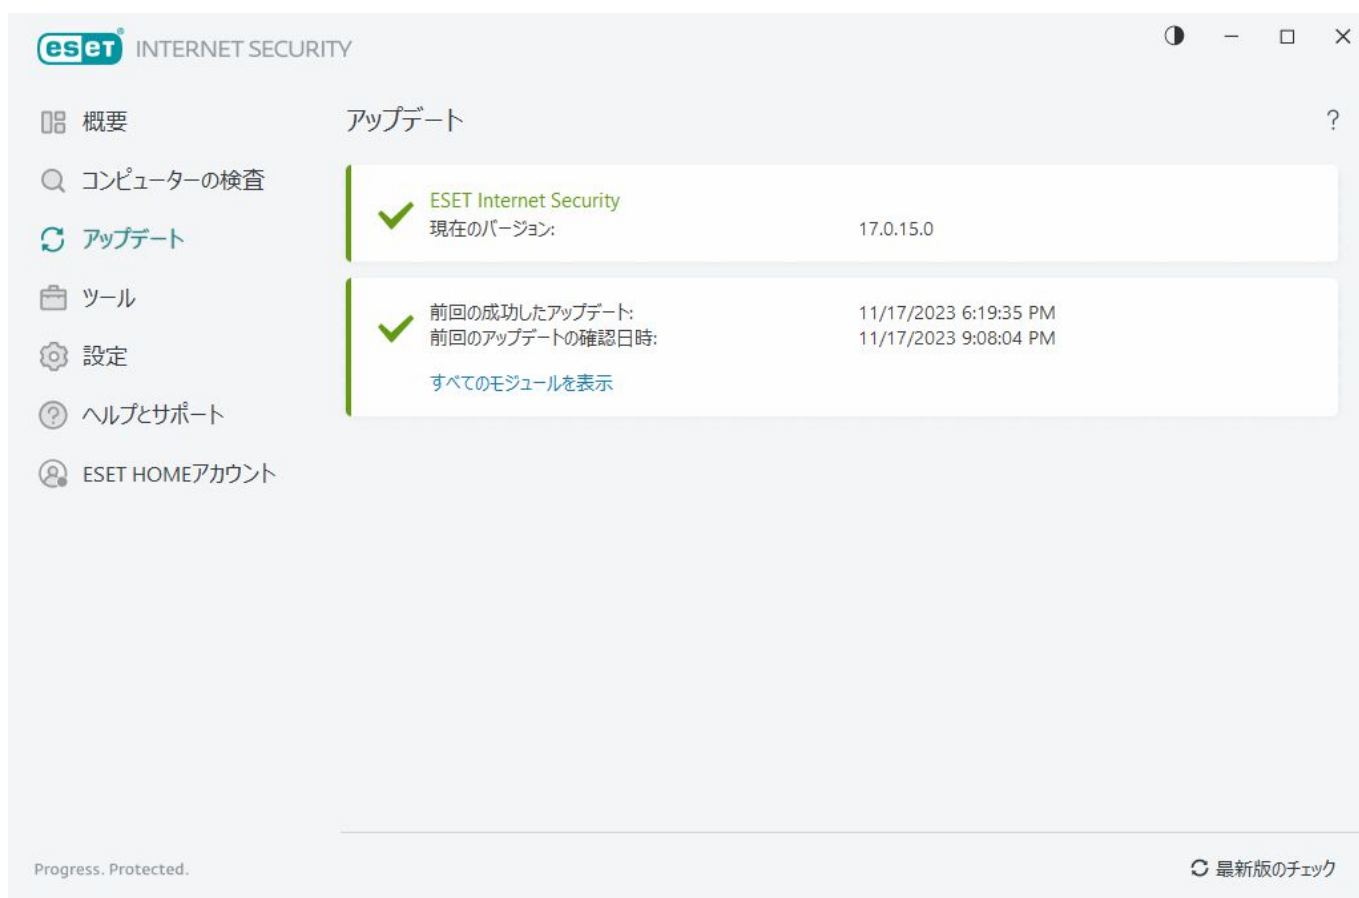 eset INTERNET SECURITY
概要
コンピューターの検査
アップデート
ツール
設定
ヘルプとサポート
ESET HOMEアカウント
アップデート
?
ESET Internet Security
現在のバージョン: 17.0.15.0
前回の成功したアップデート: 11/17/2023 6:19:35 PM
前回のアップデートの確認日時: 11/17/2023 9:08:04 PM
すべてのモジュールを表示
Progress. Protected.
最新版のチェック